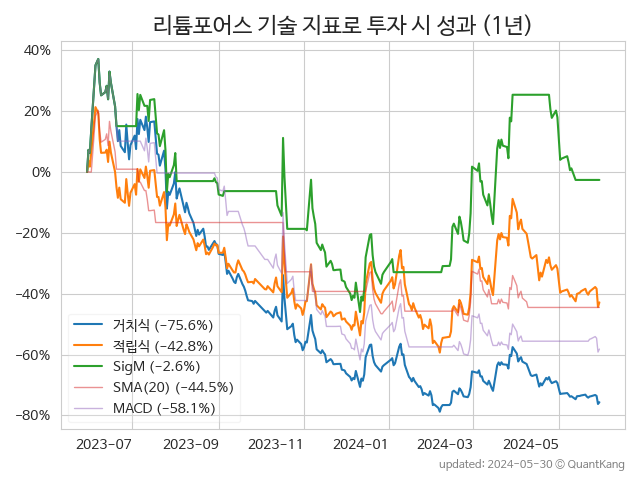 리튬포어스 기술 지표로 투자 시 성과 (1년)
40%
20%
0%
−20%
−40%
−60%
−80%
거치식 (−75.6%)
적립식 (−42.8%)
SigM (−2.6%)
SMA(20) (−44.5%)
MACD (−58.1%)
2023-07
2023-09
2023-11
2024-01
2024-03
2024-05
updated: 2024-05-30 © QuantKang